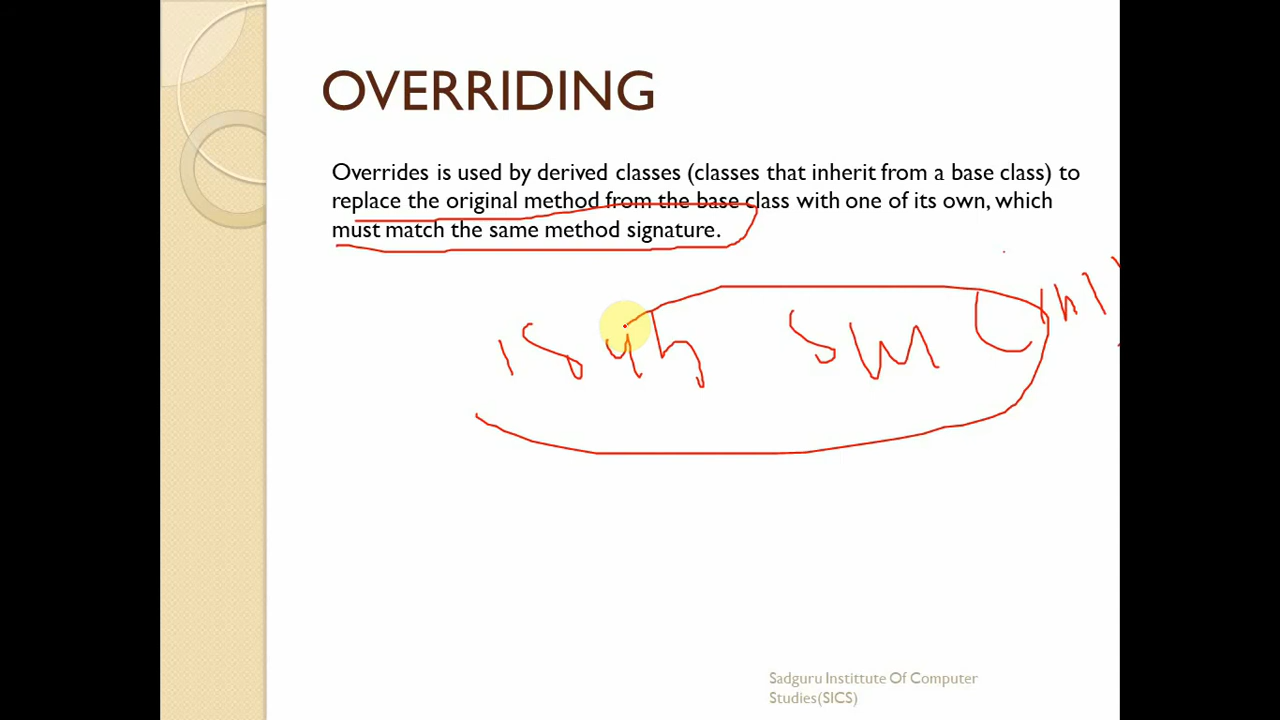 OVERRIDING
Overrides is used by derived classes (classes that inherit from a base class) to
replace the original method from the base class with one of its own, which
must match the same method signature.
Sadguru Instittute Of Computer
Studies(SICS)